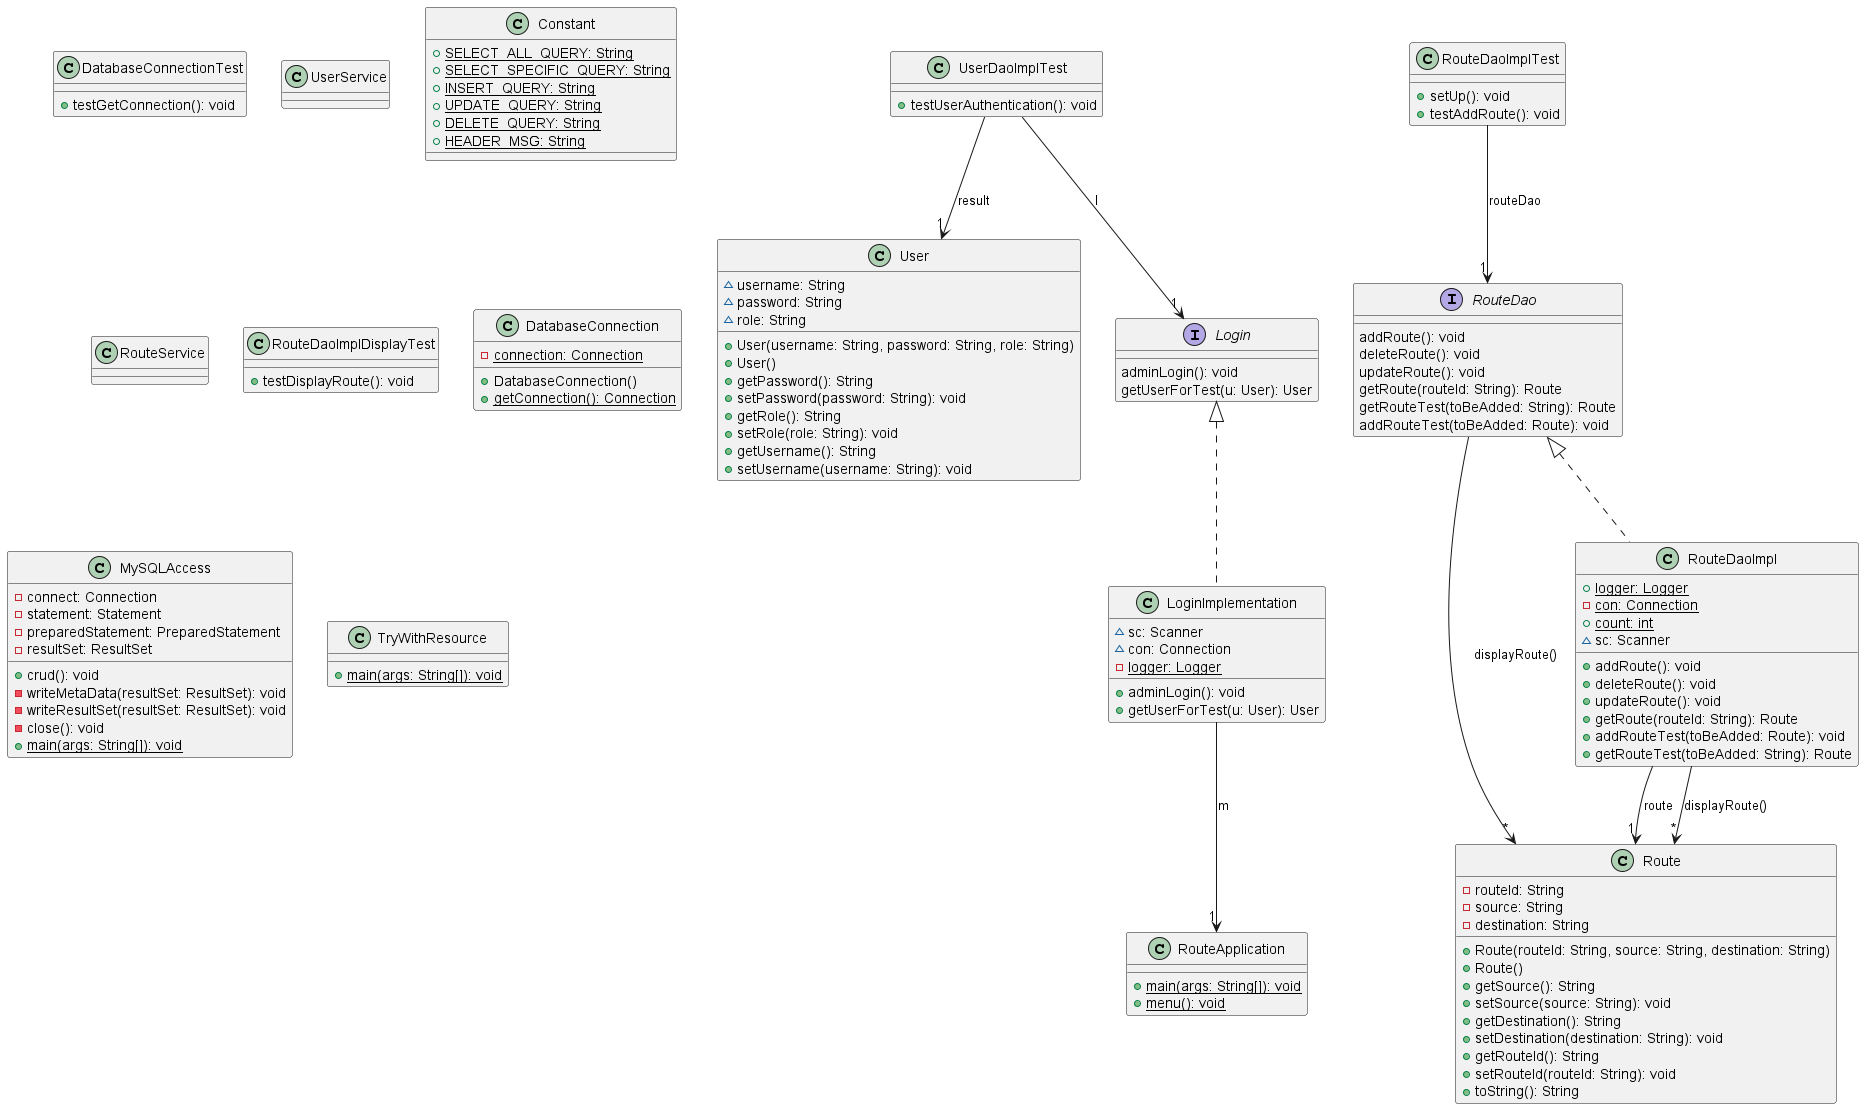 C DatabaseConnectionTest
testGetConnection(): void
C UserService
C Constant
SELECT_ALL_QUERY: String
SELECT_SPECIFIC_QUERY: String
INSERT_QUERY: String
UPDATE_QUERY: String
DELETE_QUERY: String
HEADER_MSG: String
C UserDaoImplTest
testUserAuthentication(): void
C RouteDaoImplTest
setUp(): void
testAddRoute(): void
result
1
l
1
routeDao
1
C RouteService
C RouteDaoImplDisplayTest
testDisplayRoute(): void
C DatabaseConnection
connection: Connection
DatabaseConnection()
getConnection(): Connection
C User
username: String
password: String
role: String
User(username: String, password: String, role: String)
User()
getPassword(): String
setPassword(password: String): void
getRole(): String
setRole(role: String): void
getUsername(): String
setUsername(username: String): void
I Login
adminLogin(): void
getUserForTest(u: User): User
I RouteDao
addRoute(): void
deleteRoute(): void
updateRoute(): void
getRoute(routeId: String): Route
getRouteTest(toBeAdded: String): Route
addRouteTest(toBeAdded: Route): void
C MySQLAccess
connect: Connection
statement: Statement
preparedStatement: PreparedStatement
resultSet: ResultSet
crud(): void
writeMetaData(resultSet: ResultSet): void
writeResultSet(resultSet: ResultSet): void
close(): void
main(args: String[]): void
C TryWithResource
main(args: String[]): void
C LoginImplementation
sc: Scanner
con: Connection
logger: Logger
adminLogin(): void
getUserForTest(u: User): User
displayRoute()
*
C RouteDaoImpl
logger: Logger
con: Connection
count: int
sc: Scanner
addRoute(): void
deleteRoute(): void
updateRoute(): void
getRoute(routeId: String): Route
addRouteTest(toBeAdded: Route): void
getRouteTest(toBeAdded: String): Route
m
1
route
1
displayRoute()
*
C RouteApplication
main(args: String[]): void
menu(): void
C Route
routeId: String
source: String
destination: String
Route(routeId: String, source: String, destination: String)
Route()
getSource(): String
setSource(source: String): void
getDestination(): String
setDestination(destination: String): void
getRouteId(): String
setRouteId(routeId: String): void
toString(): String